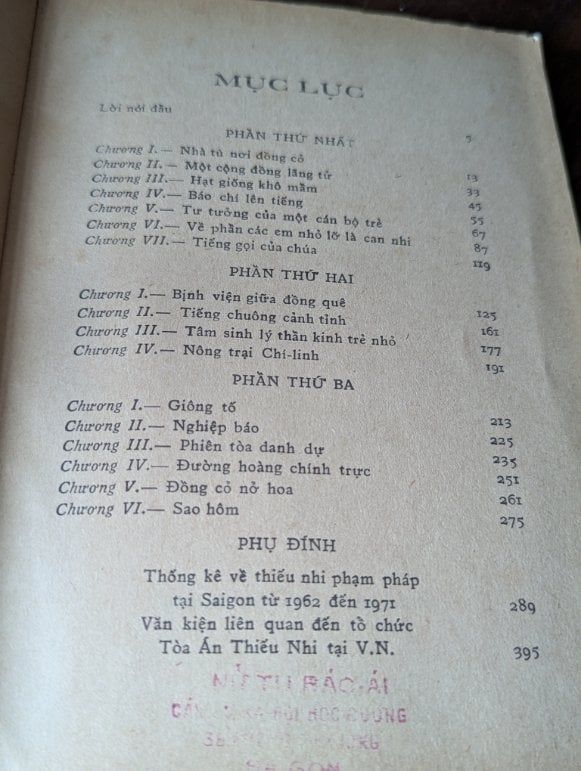 MỤC LỤC
Lời nói đầu 5
PHẦN THỨ NHẤT
Chương I.— Nhà tù nơi đồng cỏ 13
Chương II.— Một cộng đồng lãng tử 33
Chương III.— Hạt giống khô mầm 45
Chương IV.— Báo chí lên tiếng 55
Chương V.— Tư tưởng của một cán bộ trẻ 67
Chương VI.— Về phần các em nhỏ lỡ là can nhi 87
Chương VII.— Tiếng gọi của chúa 119
PHẦN THỨ HAI
Chương I.— Bịnh viện giữa đồng quê 125
Chương II.— Tiếng chuông cảnh tỉnh 161
Chương III.— Tâm sinh lý thần kinh trẻ nhỏ 177
Chương IV.— Nông trại Chí-linh 191
PHẦN THỨ BA
Chương I.— Giông tố 213
Chương II.— Nghiệp báo 225
Chương III.— Phiên tòa danh dự 235
Chương IV.— Đường hoàng chính trực 251
Chương V.— Đồng cỏ nở hoa 261
Chương VI.— Sao hôm 275
PHỤ ĐÍNH
Thống kê về thiếu nhi phạm pháp
tại Saigon từ 1962 đến 1971 289
Văn kiện liên quan đến tổ chức
Tòa Án Thiếu Nhi tại V.N. 395
NỮ TU BÁC-ÁI
HỌC ĐƯỜNG